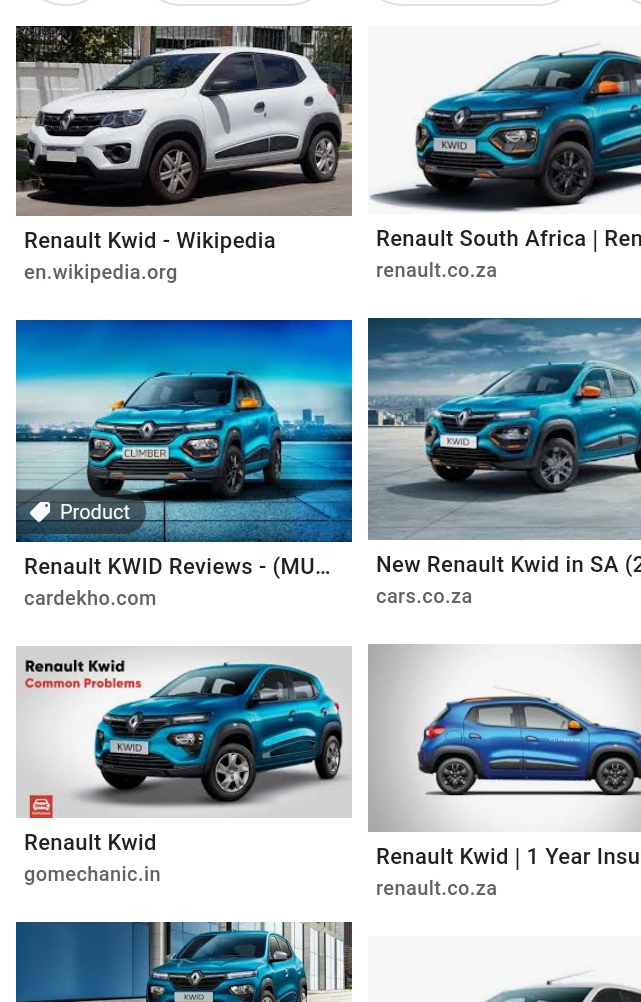 Renault Kwid - Wikipedia
en.wikipedia.org
KWID
Renault South Africa | Ren
renault.co.za
CLIMBER
Product
Renault KWID Reviews - (MU...
cardekho.com
KWID
New Renault Kwid in SA (2
cars.co.za
Renault Kwid
Common Problems
KWID
Renault Kwid
gomechanic.in
CLIMBER
Renault Kwid | 1 Year Insu
renault.co.za
KWID